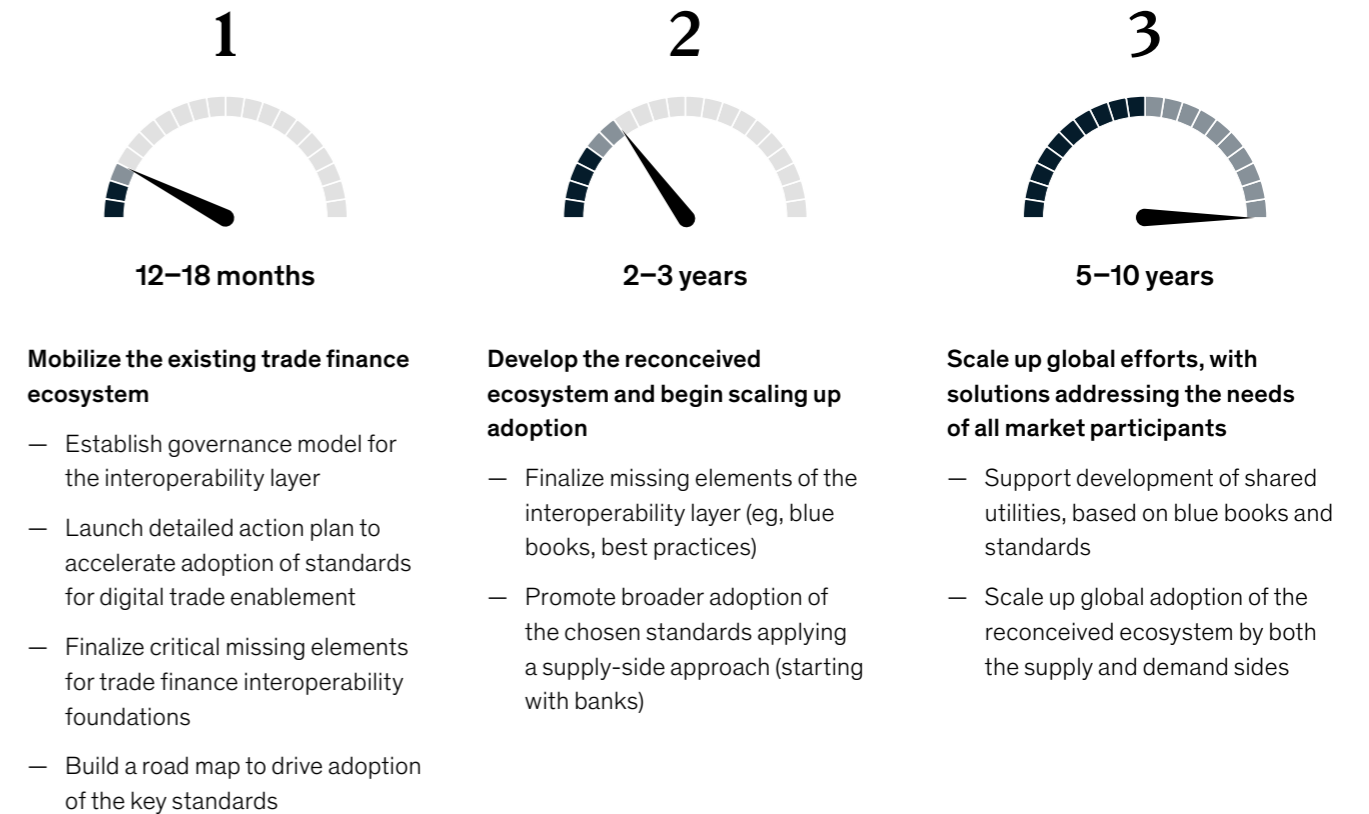 1
12–18 months
Mobilize the existing trade finance
ecosystem
— Establish governance model for
the interoperability layer
— Launch detailed action plan to
accelerate adoption of standards
for digital trade enablement
— Finalize critical missing elements
for trade finance interoperability
foundations
— Build a road map to drive adoption
of the key standards
2
2–3 years
Develop the reconceived
ecosystem and begin scaling up
adoption
— Finalize missing elements of the
interoperability layer (eg, blue
books, best practices)
— Promote broader adoption of
the chosen standards applying
a supply-side approach (starting
with banks)
3
5–10 years
Scale up global efforts, with
solutions addressing the needs
of all market participants
— Support development of shared
utilities, based on blue books and
standards
— Scale up global adoption of the
reconceived ecosystem by both
the supply and demand sides